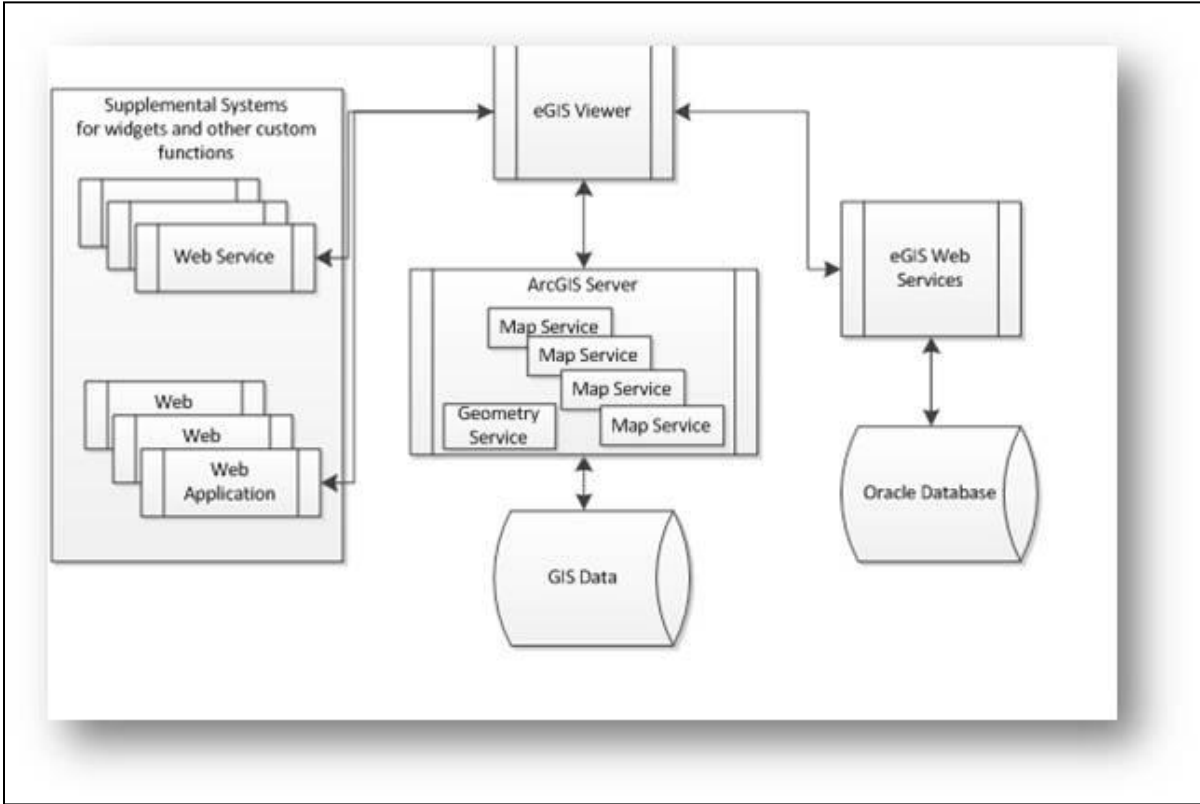 Supplemental Systems
for widgets and other custom
functions
Web Service
Web
Web
Web
Application
eGIS Viewer
ArcGIS Server
Map Service
Map Service
Map Service
Map Service
Geometry
Service
GIS Data
eGIS Web
Services
Oracle Database